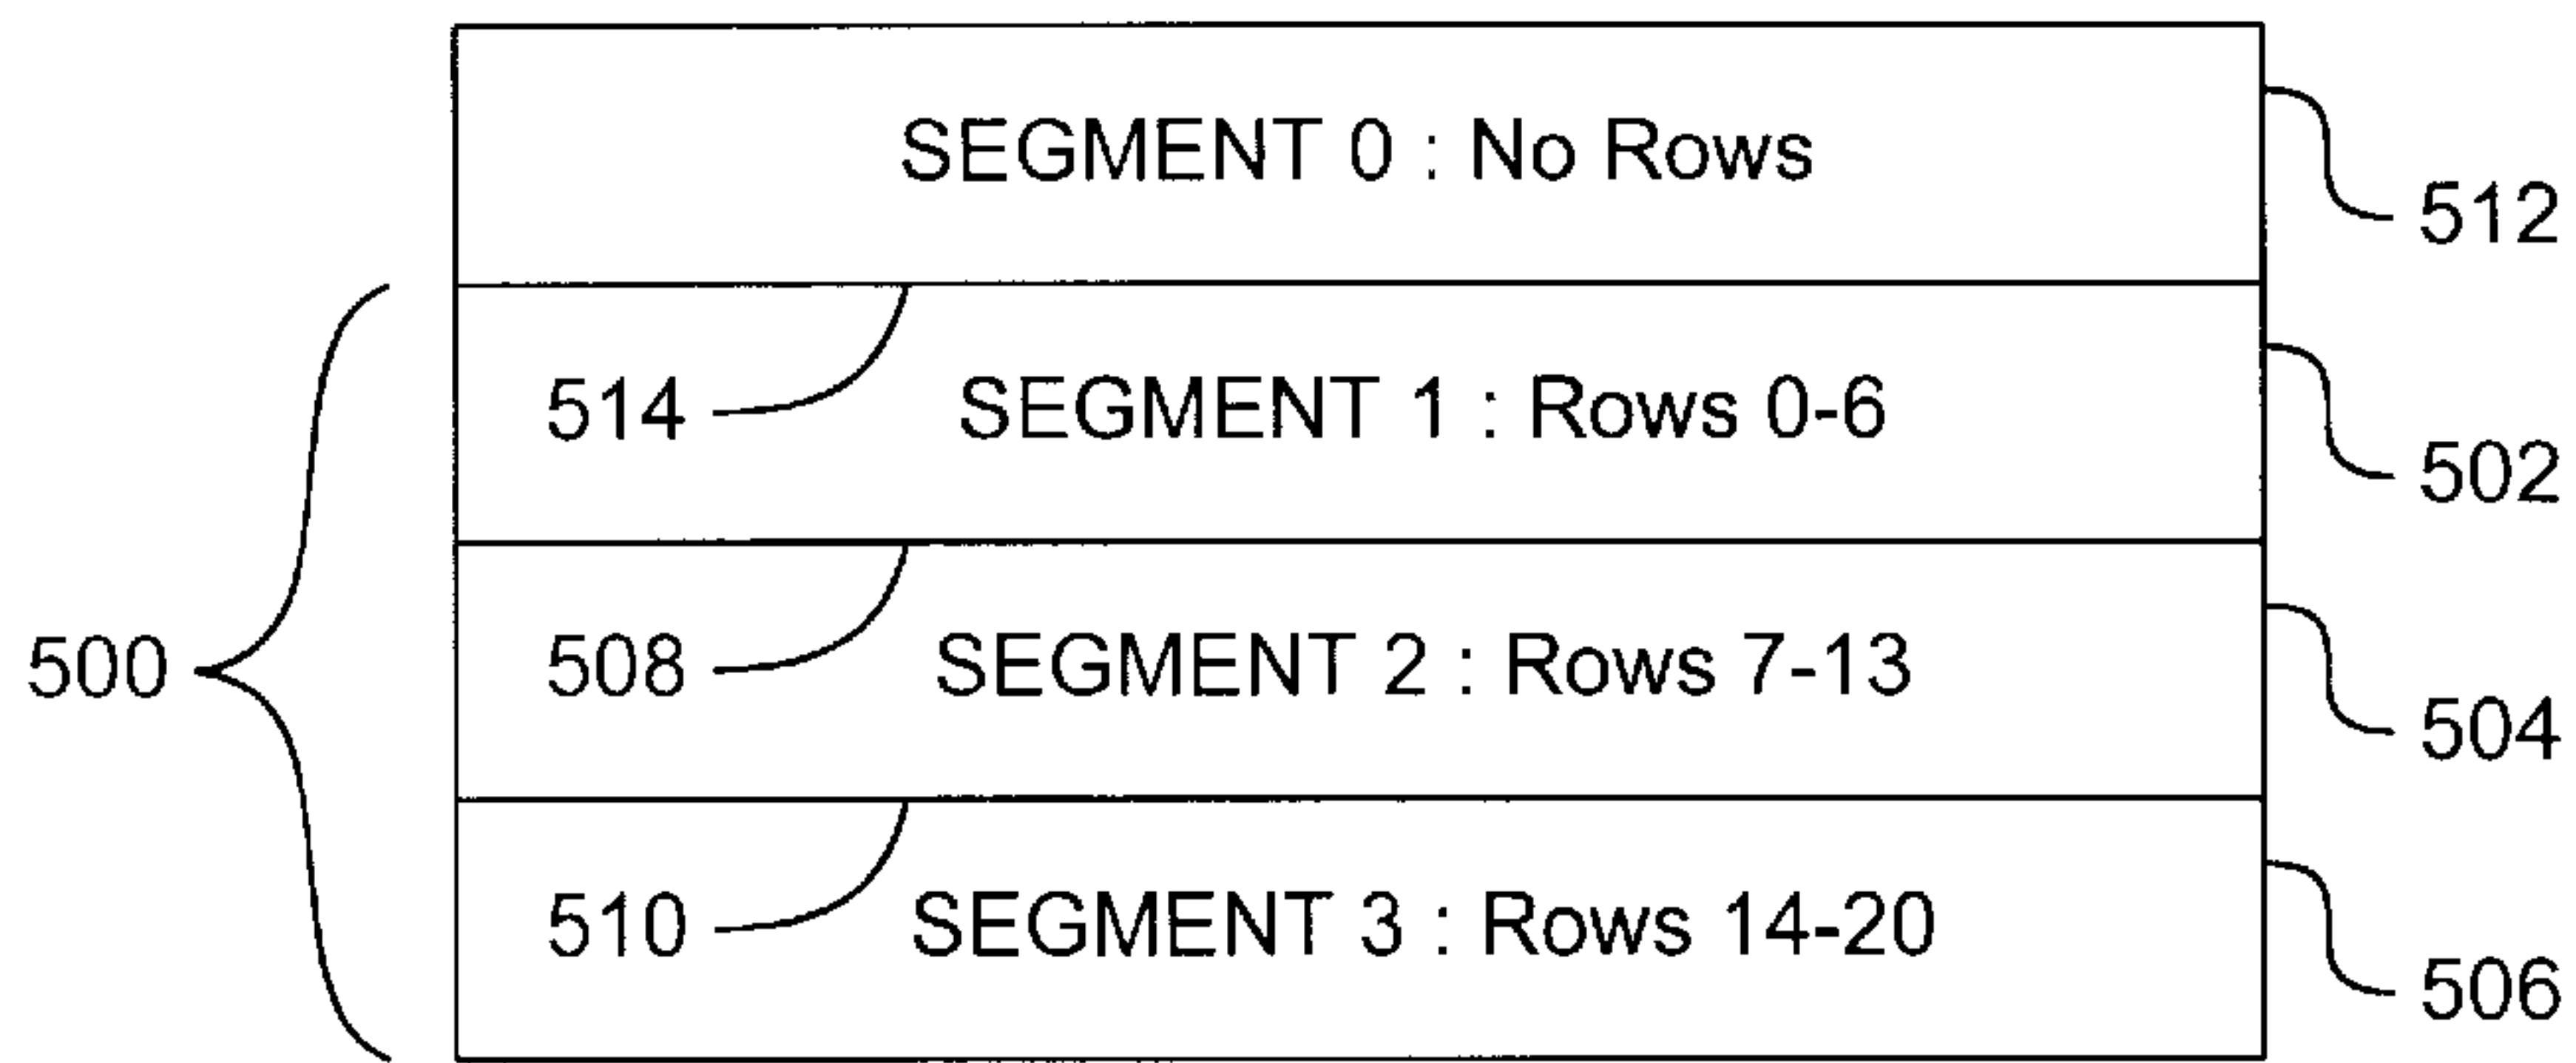 SEGMENT 0 : No Rows
512
514 SEGMENT 1 : Rows 0-6
502
500 508 SEGMENT 2 : Rows 7-13
504
510 SEGMENT 3 : Rows 14-20
506